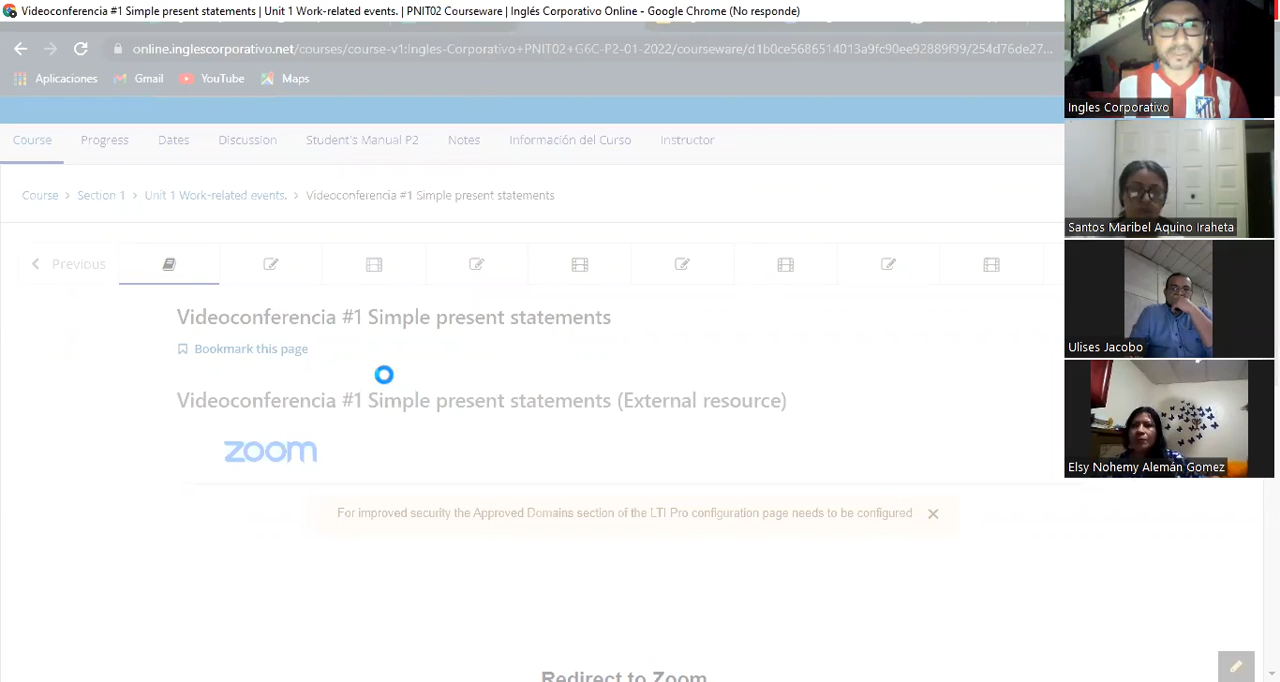 Videoconferencia #1 Simple present statements | Unit 1 Work-related events. | PNIT02 Courseware | Inglés Corporativo Online - Google Chrome (No responde)
online.inglescorporativo.net/courses/course-v1:Ingles-Corporativo+PNIT02+G6C-P2-01-2022/courseware/d1b0ce5686514013a9fc90ee92889f99/254d76de27...
Aplicaciones Gmail YouTube Maps
Ingles Corporativo
Course Progress Dates Discussion Student's Manual P2 Notes Información del Curso Instructor
Course > Section 1 > Unit 1 Work-related events. > Videoconferencia #1 Simple present statements
Santos Maribel Aquino Iraheta
Previous
Videoconferencia #1 Simple present statements
Bookmark this page
Ulises Jacobo
Videoconferencia #1 Simple present statements (External resource)
zoom
Elsy Nohemy Alemán Gomez
For improved security the Approved Domains section of the LTI Pro configuration page needs to be configured
Redirect to Zoom